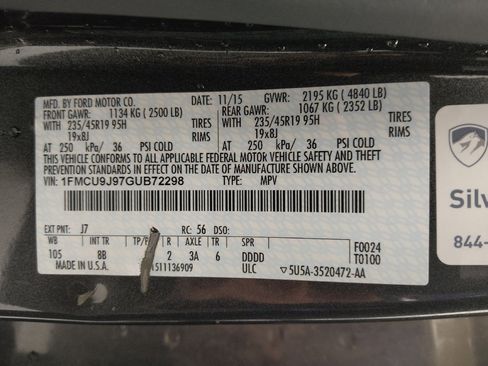 MFD. BY FORD MOTOR CO. DATE: 11/15 GVWR: 2195 KG ( 4840 LB)
FRONT GAWR: 1134 KG ( 2500 LB) REAR GAWR: 1067 KG ( 2352 LB)
WITH 235/45R19 95H TIRES WITH 235/45R19 95H TIRES
19x8J RIMS 19x8J RIMS
AT 250 kPa/ 36 PSI COLD AT 250 kPa/ 36 PSI COLD
THIS VEHICLE CONFORMS TO ALL APPLICABLE FEDERAL MOTOR VEHICLE SAFETY, BUMPER, AND THEFT
PREVENTION STANDARDS IN EFFECT ON THE DATE OF MANUFACTURE SHOWN ABOVE.
VIN: 1FMCU9J97GUB72298 TYPE: MPV
EXT PNT: J7 RC: 56 DSO:
WB INT TR TP/ R AXLE TR SPR F0024
105 8B 2 3A 6 DDDD T0100
MADE IN U.S.A. 1511136909 ULC ▽5U5A-3520472-AA
Silv
844-